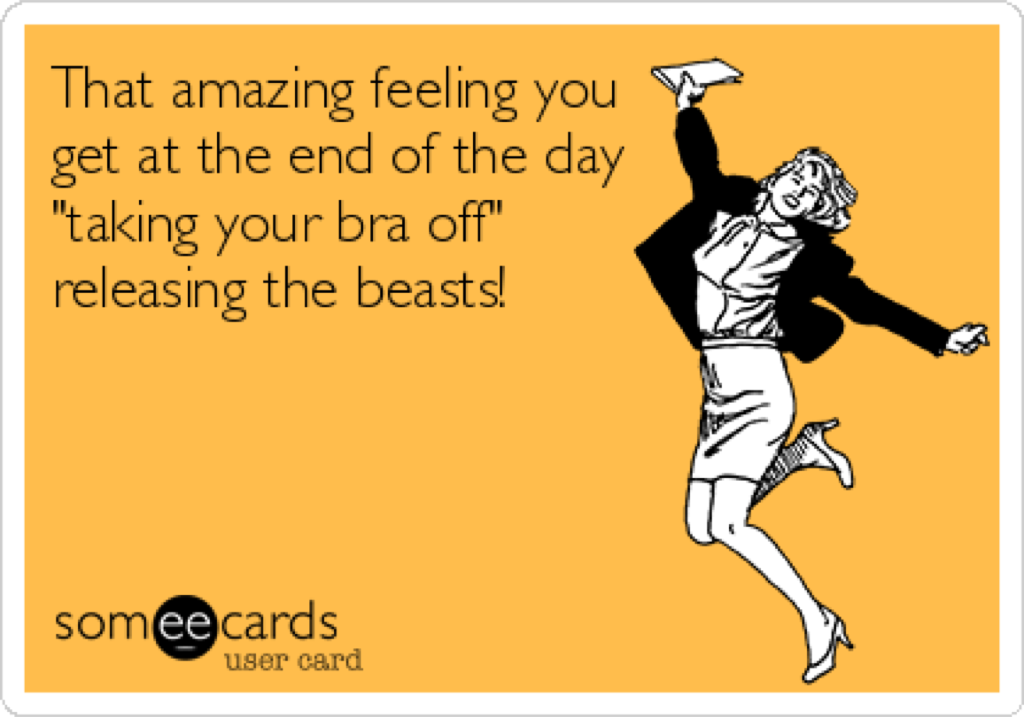 That amazing feeling you
get at the end of the day
"taking your bra off"
releasing the beasts!
someecards
user card